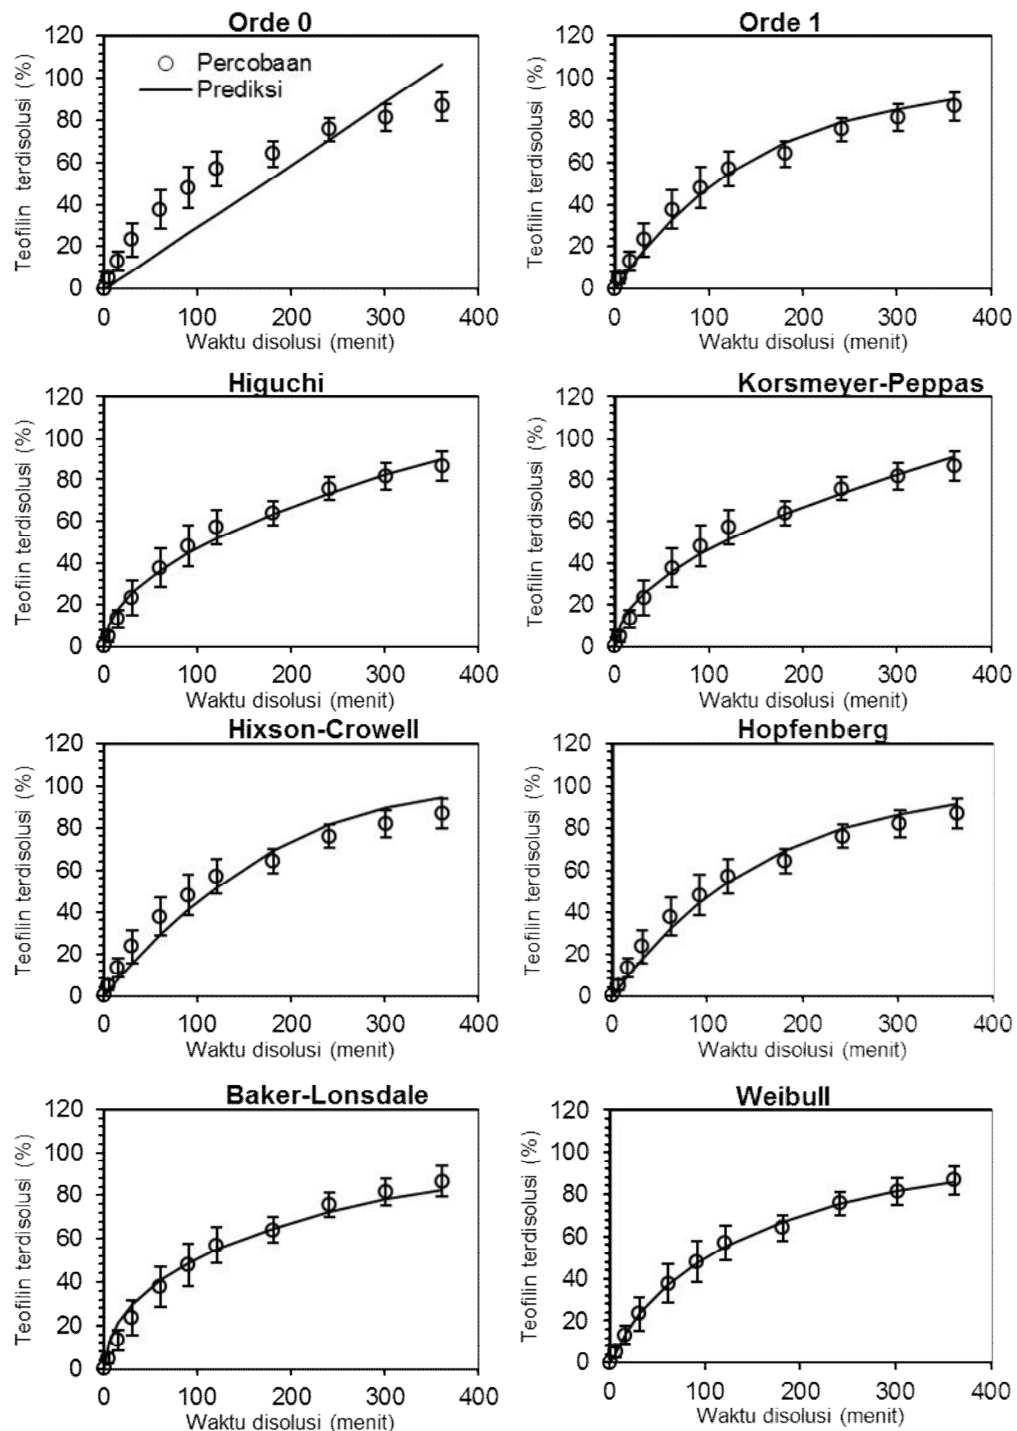 Orde 0
120
100
80
60
40
20
0
Teofilin terdisolusi (%)
Percobaan
Prediksi
0 100 200 300 400
Waktu disolusi (menit)
Orde 1
120
100
80
60
40
20
0
Teofilin terdisolusi (%)
0 100 200 300 400
Waktu disolusi (menit)
Higuchi
120
100
80
60
40
20
0
Teofiin terdisolusi (%)
0 100 200 300 400
Waktu disolusi (menit)
Korsmeyer-Peppas
120
100
80
60
40
20
0
Teofilin terdisolusi (%)
0 100 200 300 400
Waktu disolusi (menit)
Hixson-Crowell
120
100
80
60
40
20
0
Teofilin terdisolusi (%)
0 100 200 300 400
Waktu disolusi (menit)
Hopfenberg
120
100
80
60
40
20
0
Teofilin terdisolusi (%)
0 100 200 300 400
Waktu disolusi (menit)
Baker-Lonsdale
120
100
80
60
40
20
0
Teofilin terdisolusi (%)
0 100 200 300 400
Waktu disolusi (menit)
Weibull
120
100
80
60
40
20
0
Teofilin terdisolusi (%)
0 100 200 300 400
Waktu disolusi (menit)